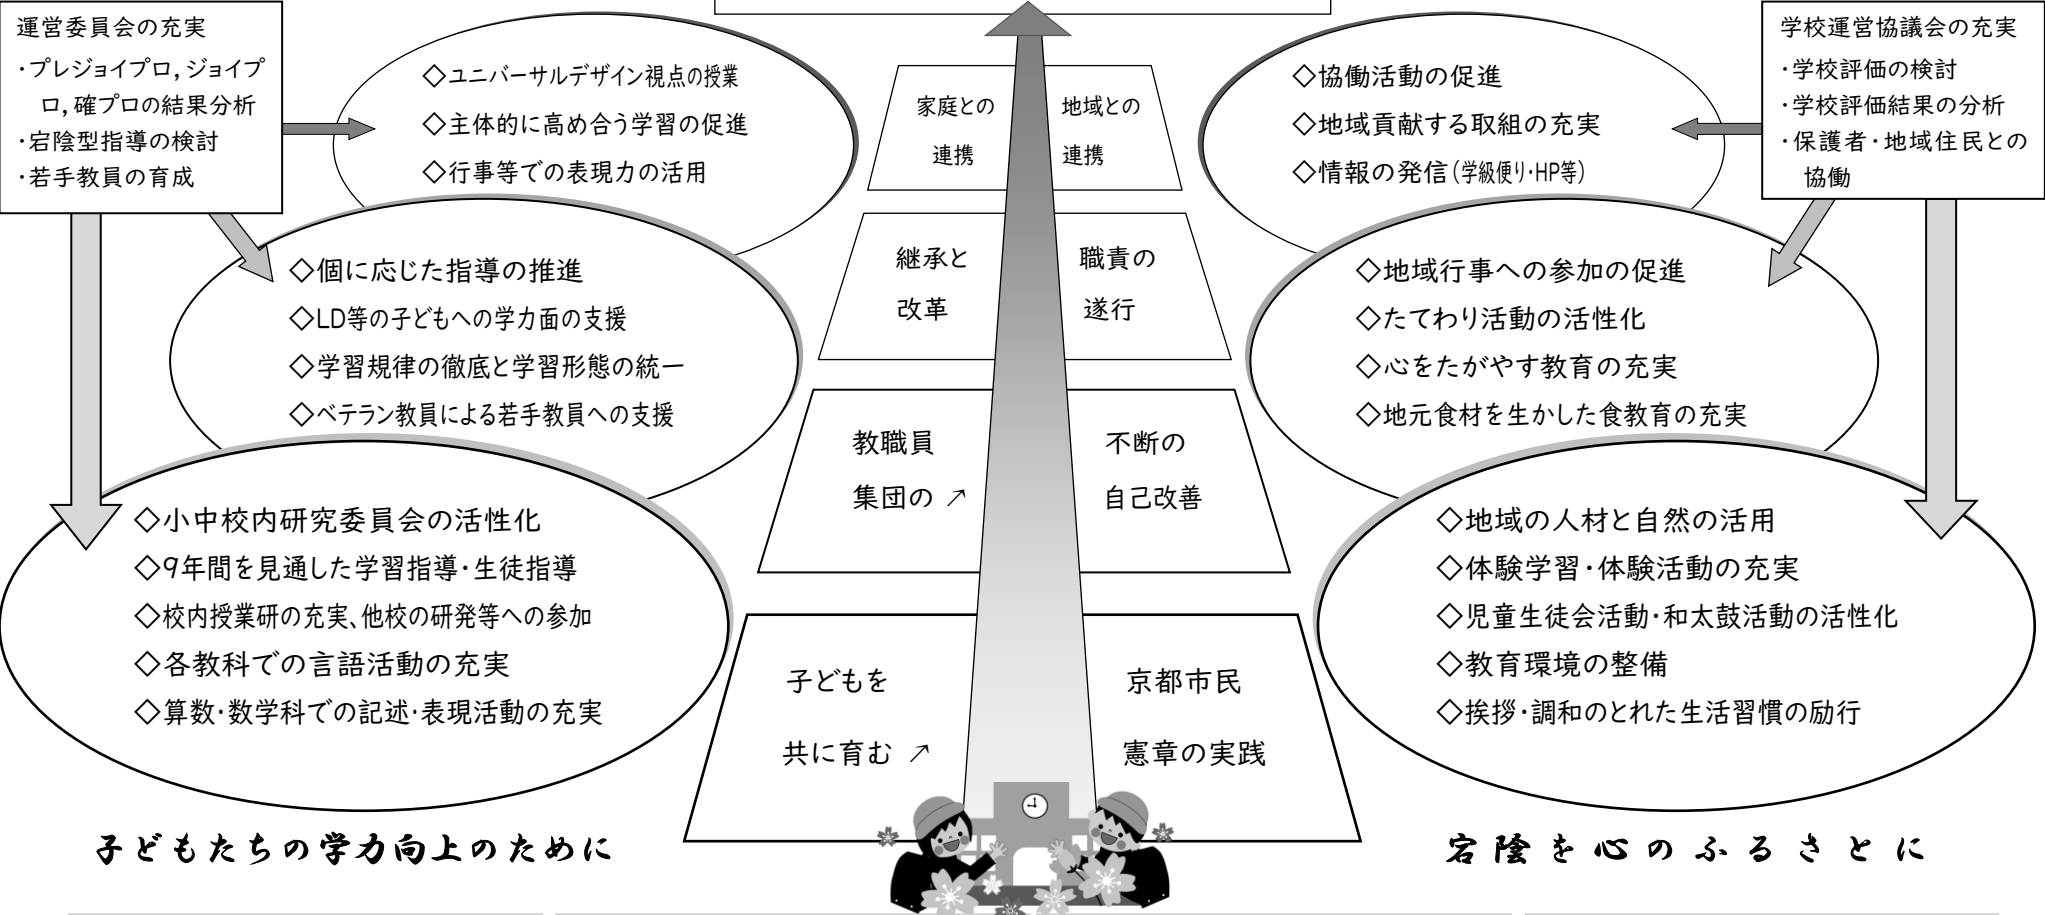 運営委員会の充実
・プレジョイプロ，ジョイプ
ロ，確プロの結果分析
・宕陰型指導の検討
・若手教員の育成
◇ユニバーサルデザイン視点の授業
◇主体的に高め合う学習の促進
◇行事等での表現力の活用
◇個に応じた指導の推進
◇LD等の子どもへの学力面の支援
◇学習規律の徹底と学習形態の統一
◇ベテラン教員による若手教員への支援
◇小中校内研究委員会の活性化
◇9年間を見通した学習指導・生徒指導
◇校内授業研の充実、他校の研発等への参加
◇各教科での言語活動の充実
◇算数・数学科での記述・表現活動の充実
子どもたちの学力向上のために
家庭との
連携
地域との
連携
継承と
改革
職責の
遂行
教職員
集団の ↗
不断の
自己改善
子どもを
共に育む ↗
京都市民
憲章の実践
学校運営協議会の充実
・学校評価の検討
・学校評価結果の分析
・保護者・地域住民との
協働
◇協働活動の促進
◇地域貢献する取組の充実
◇情報の発信（学級便り・HP等）
◇地域行事への参加の促進
◇たてわり活動の活性化
◇心をたがやす教育の充実
◇地元食材を生かした食教育の充実
◇地域の人材と自然の活用
◇体験学習・体験活動の充実
◇児童生徒会活動・和太鼓活動の活性化
◇教育環境の整備
◇挨拶・調和のとれた生活習慣の励行
宕陰を心のふるさとに